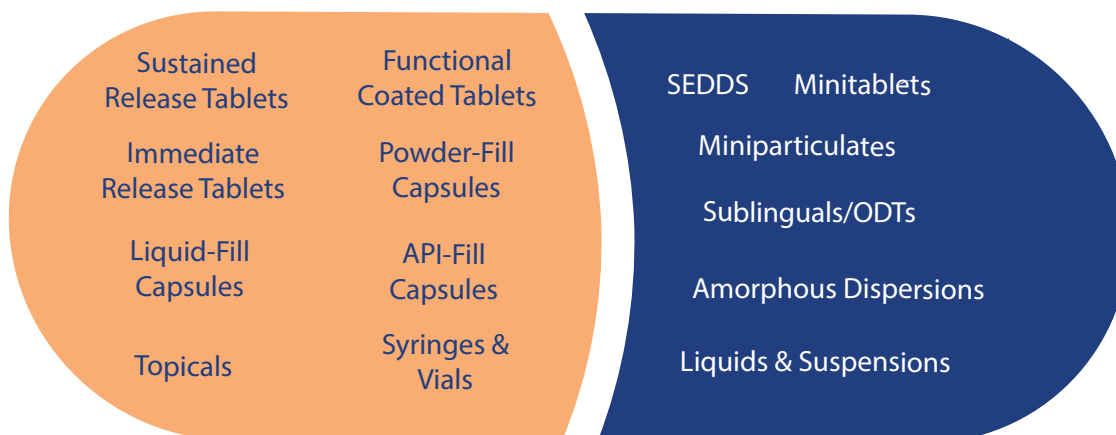 Sustained
Release Tablets
Functional
Coated Tablets
Immediate
Release Tablets
Powder-Fill
Capsules
Liquid-Fill
Capsules
API-Fill
Capsules
Topicals
Syringes &
Vials
SEDDS Minitablets
Miniparticulates
Sublinguals/ODTs
Amorphous Dispersions
Liquids & Suspensions